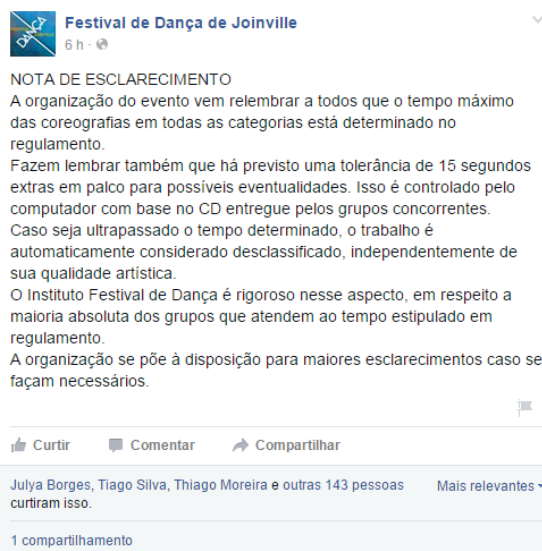 Festival de Dança de Joinville
6 h ·
NOTA DE ESCLARECIMENTO
A organização do evento vem relembrar a todos que o tempo máximo
das coreografias em todas as categorias está determinado no
regulamento.
Fazem lembrar também que há previsto uma tolerância de 15 segundos
extras em palco para possíveis eventualidades. Isso é controlado pelo
computador com base no CD entregue pelos grupos concorrentes.
Caso seja ultrapassado o tempo determinado, o trabalho é
automaticamente considerado desclassificado, independentemente de
sua qualidade artística.
O Instituto Festival de Dança é rigoroso nesse aspecto, em respeito a
maioria absoluta dos grupos que atendem ao tempo estipulado em
regulamento.
A organização se põe à disposição para maiores esclarecimentos caso se
façam necessários.
Curtir Comentar Compartilhar
Julya Borges, Tiago Silva, Thiago Moreira e outras 143 pessoas Mais relevantes
curtiram isso.
1 compartilhamento